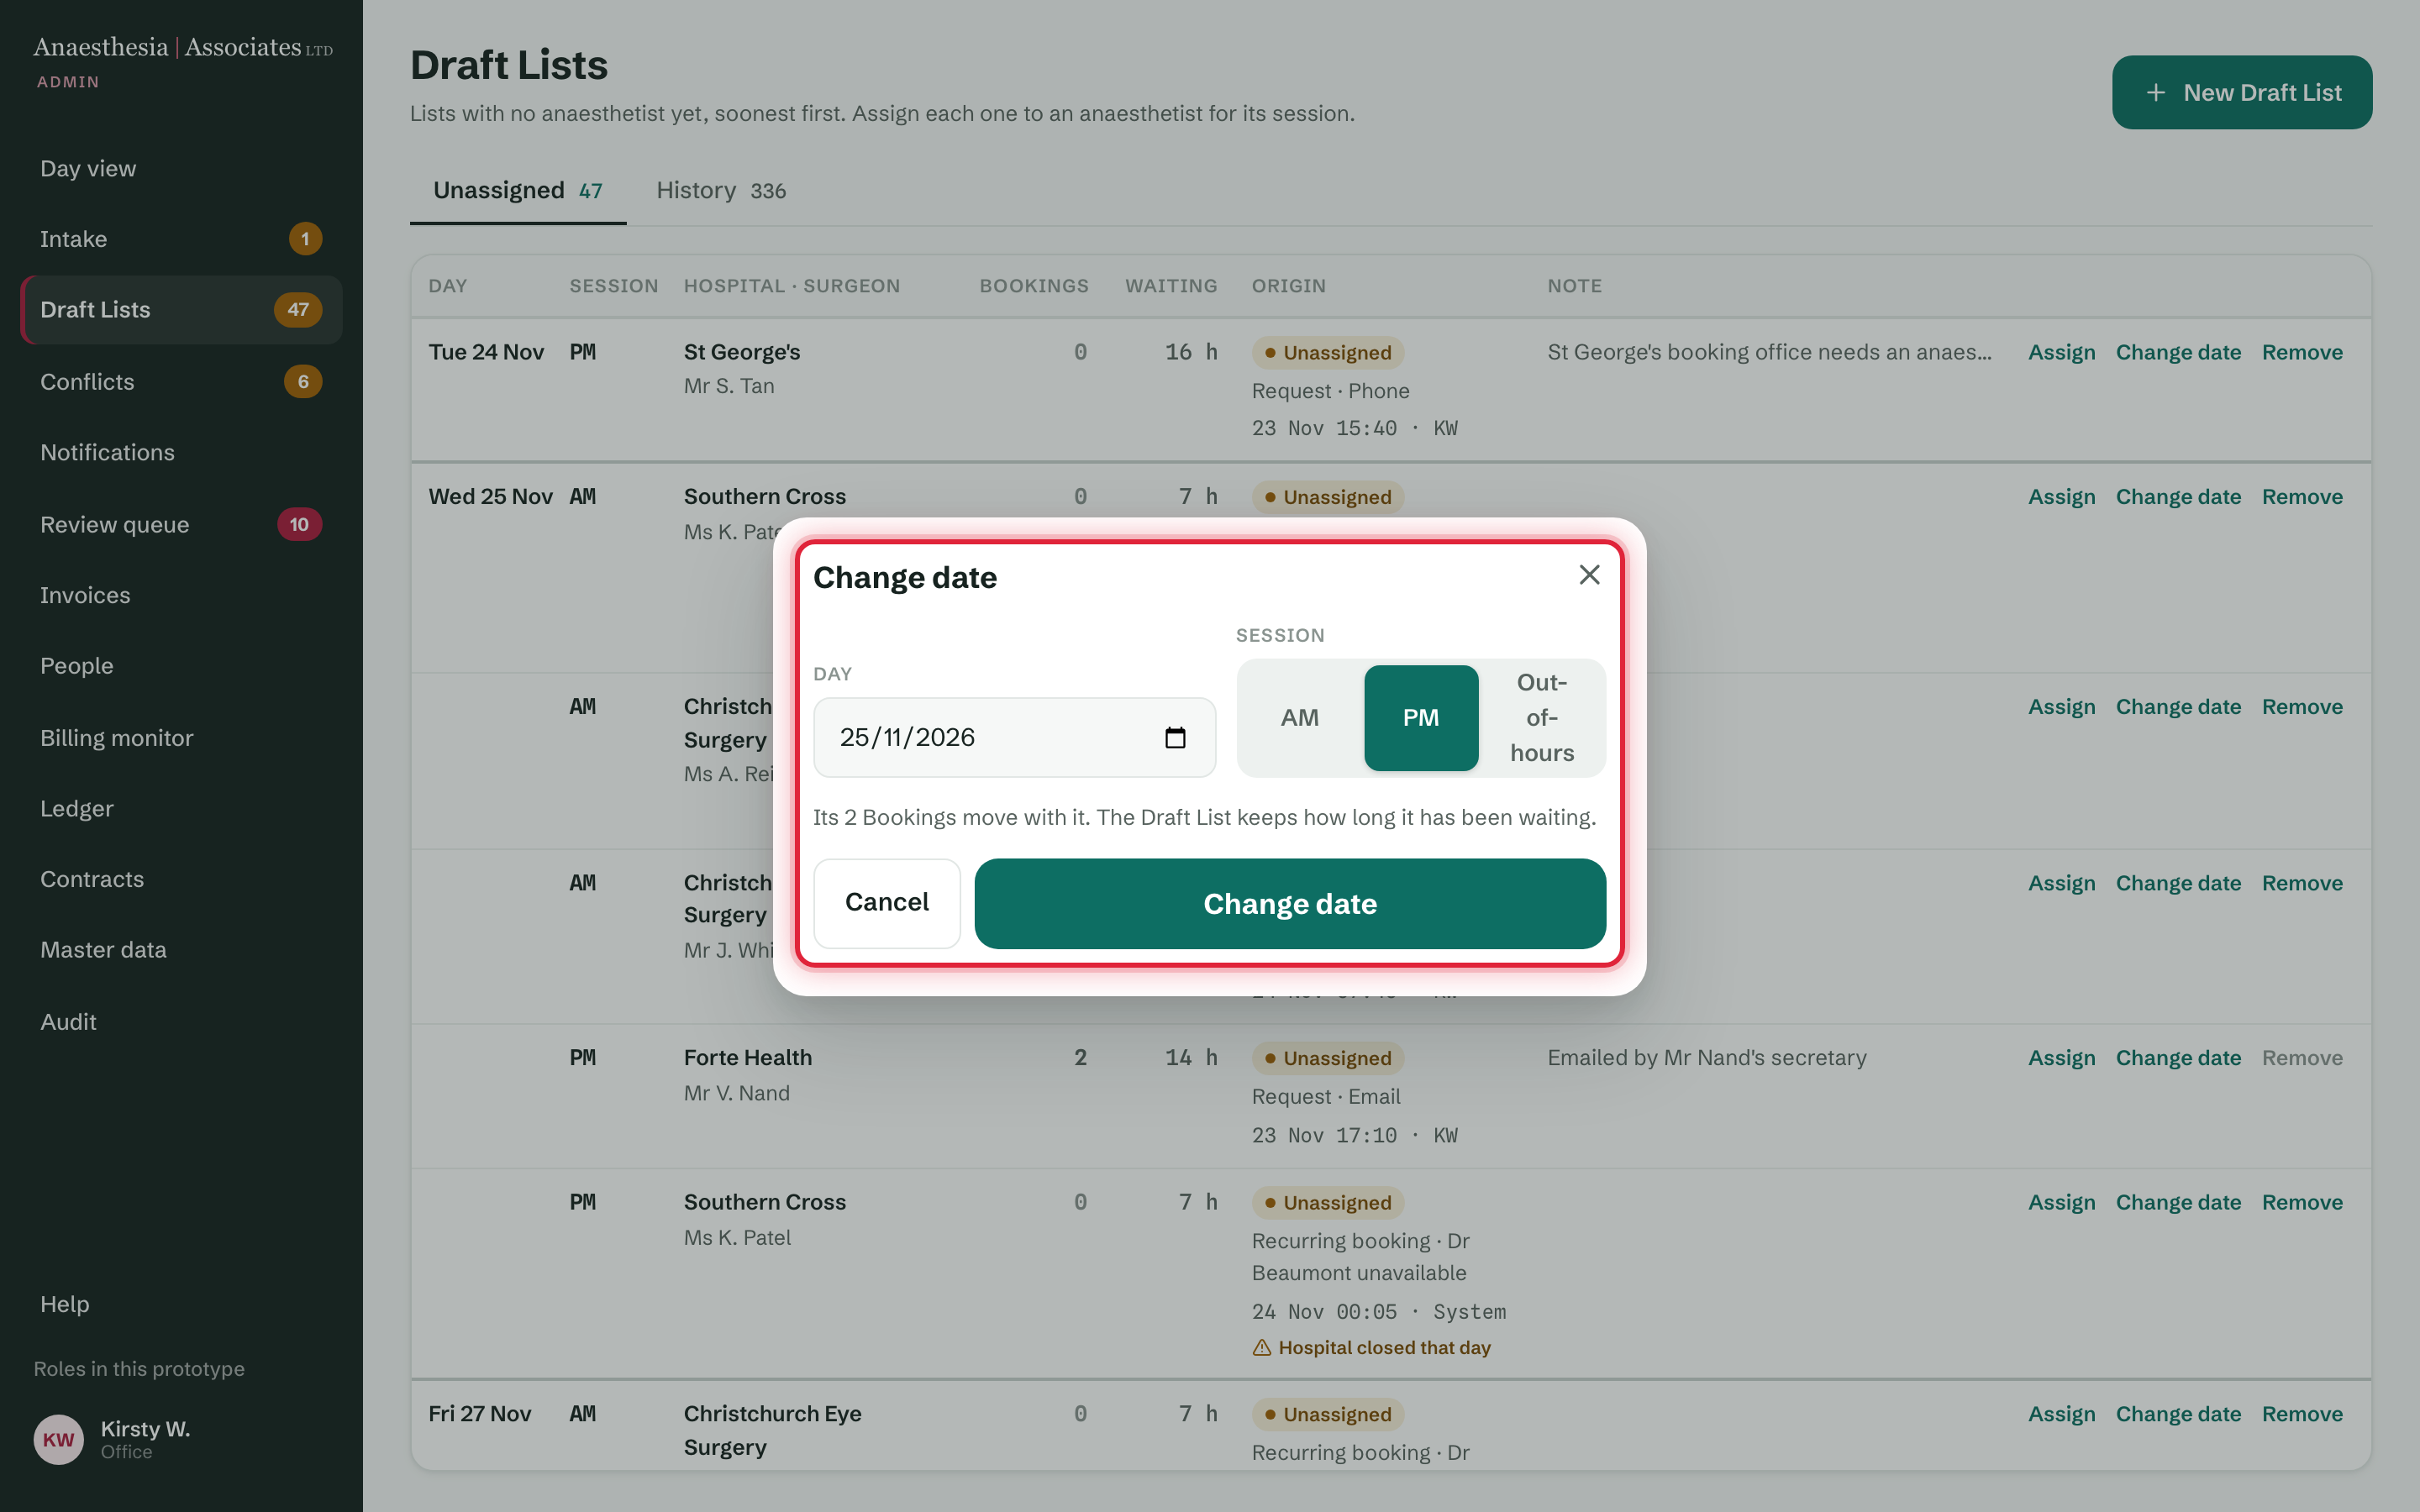 Anaesthesia | Associates LTD
ADMIN
Day view
Intake 1
Draft Lists 47
Conflicts 6
Notifications
Review queue 10
Invoices
People
Billing monitor
Ledger
Contracts
Master data
Audit
Help
Roles in this prototype
KW Kirsty W.
Office
Draft Lists
Lists with no anaesthetist yet, soonest first. Assign each one to an anaesthetist for its session.
+ New Draft List
Unassigned 47 History 336
DAY SESSION HOSPITAL · SURGEON BOOKINGS WAITING ORIGIN NOTE
Tue 24 Nov PM St George's 0 16 h Unassigned St George's booking office needs an anaes... Assign Change date Remove
Mr S. Tan
Request · Phone
23 Nov 15:40 · KW
Wed 25 Nov AM Southern Cross 0 7 h Unassigned Assign Change date Remove
Ms K.
Change date
SESSION
DAY
25/11/2026
AM PM Out-
of-
hours
Its 2 Bookings move with it. The Draft List keeps how long it has been waiting.
Cancel Change date
AM Assign Change date Remove
Surgery
Ms A.
AM Assign Change date Remove
Surgery
Mr J.
PM Forte Health 2 14 h Unassigned Emailed by Mr Nand's secretary Assign Change date Remove
Mr V. Nand
Request · Email
23 Nov 17:10 · KW
PM Southern Cross 0 7 h Unassigned Assign Change date Remove
Ms K. Patel
Recurring booking · Dr
Beaumont unavailable
24 Nov 00:05 · System
Hospital closed that day
Fri 27 Nov AM Christchurch Eye 0 7 h Unassigned Assign Change date Remove
Surgery
Recurring booking · Dr